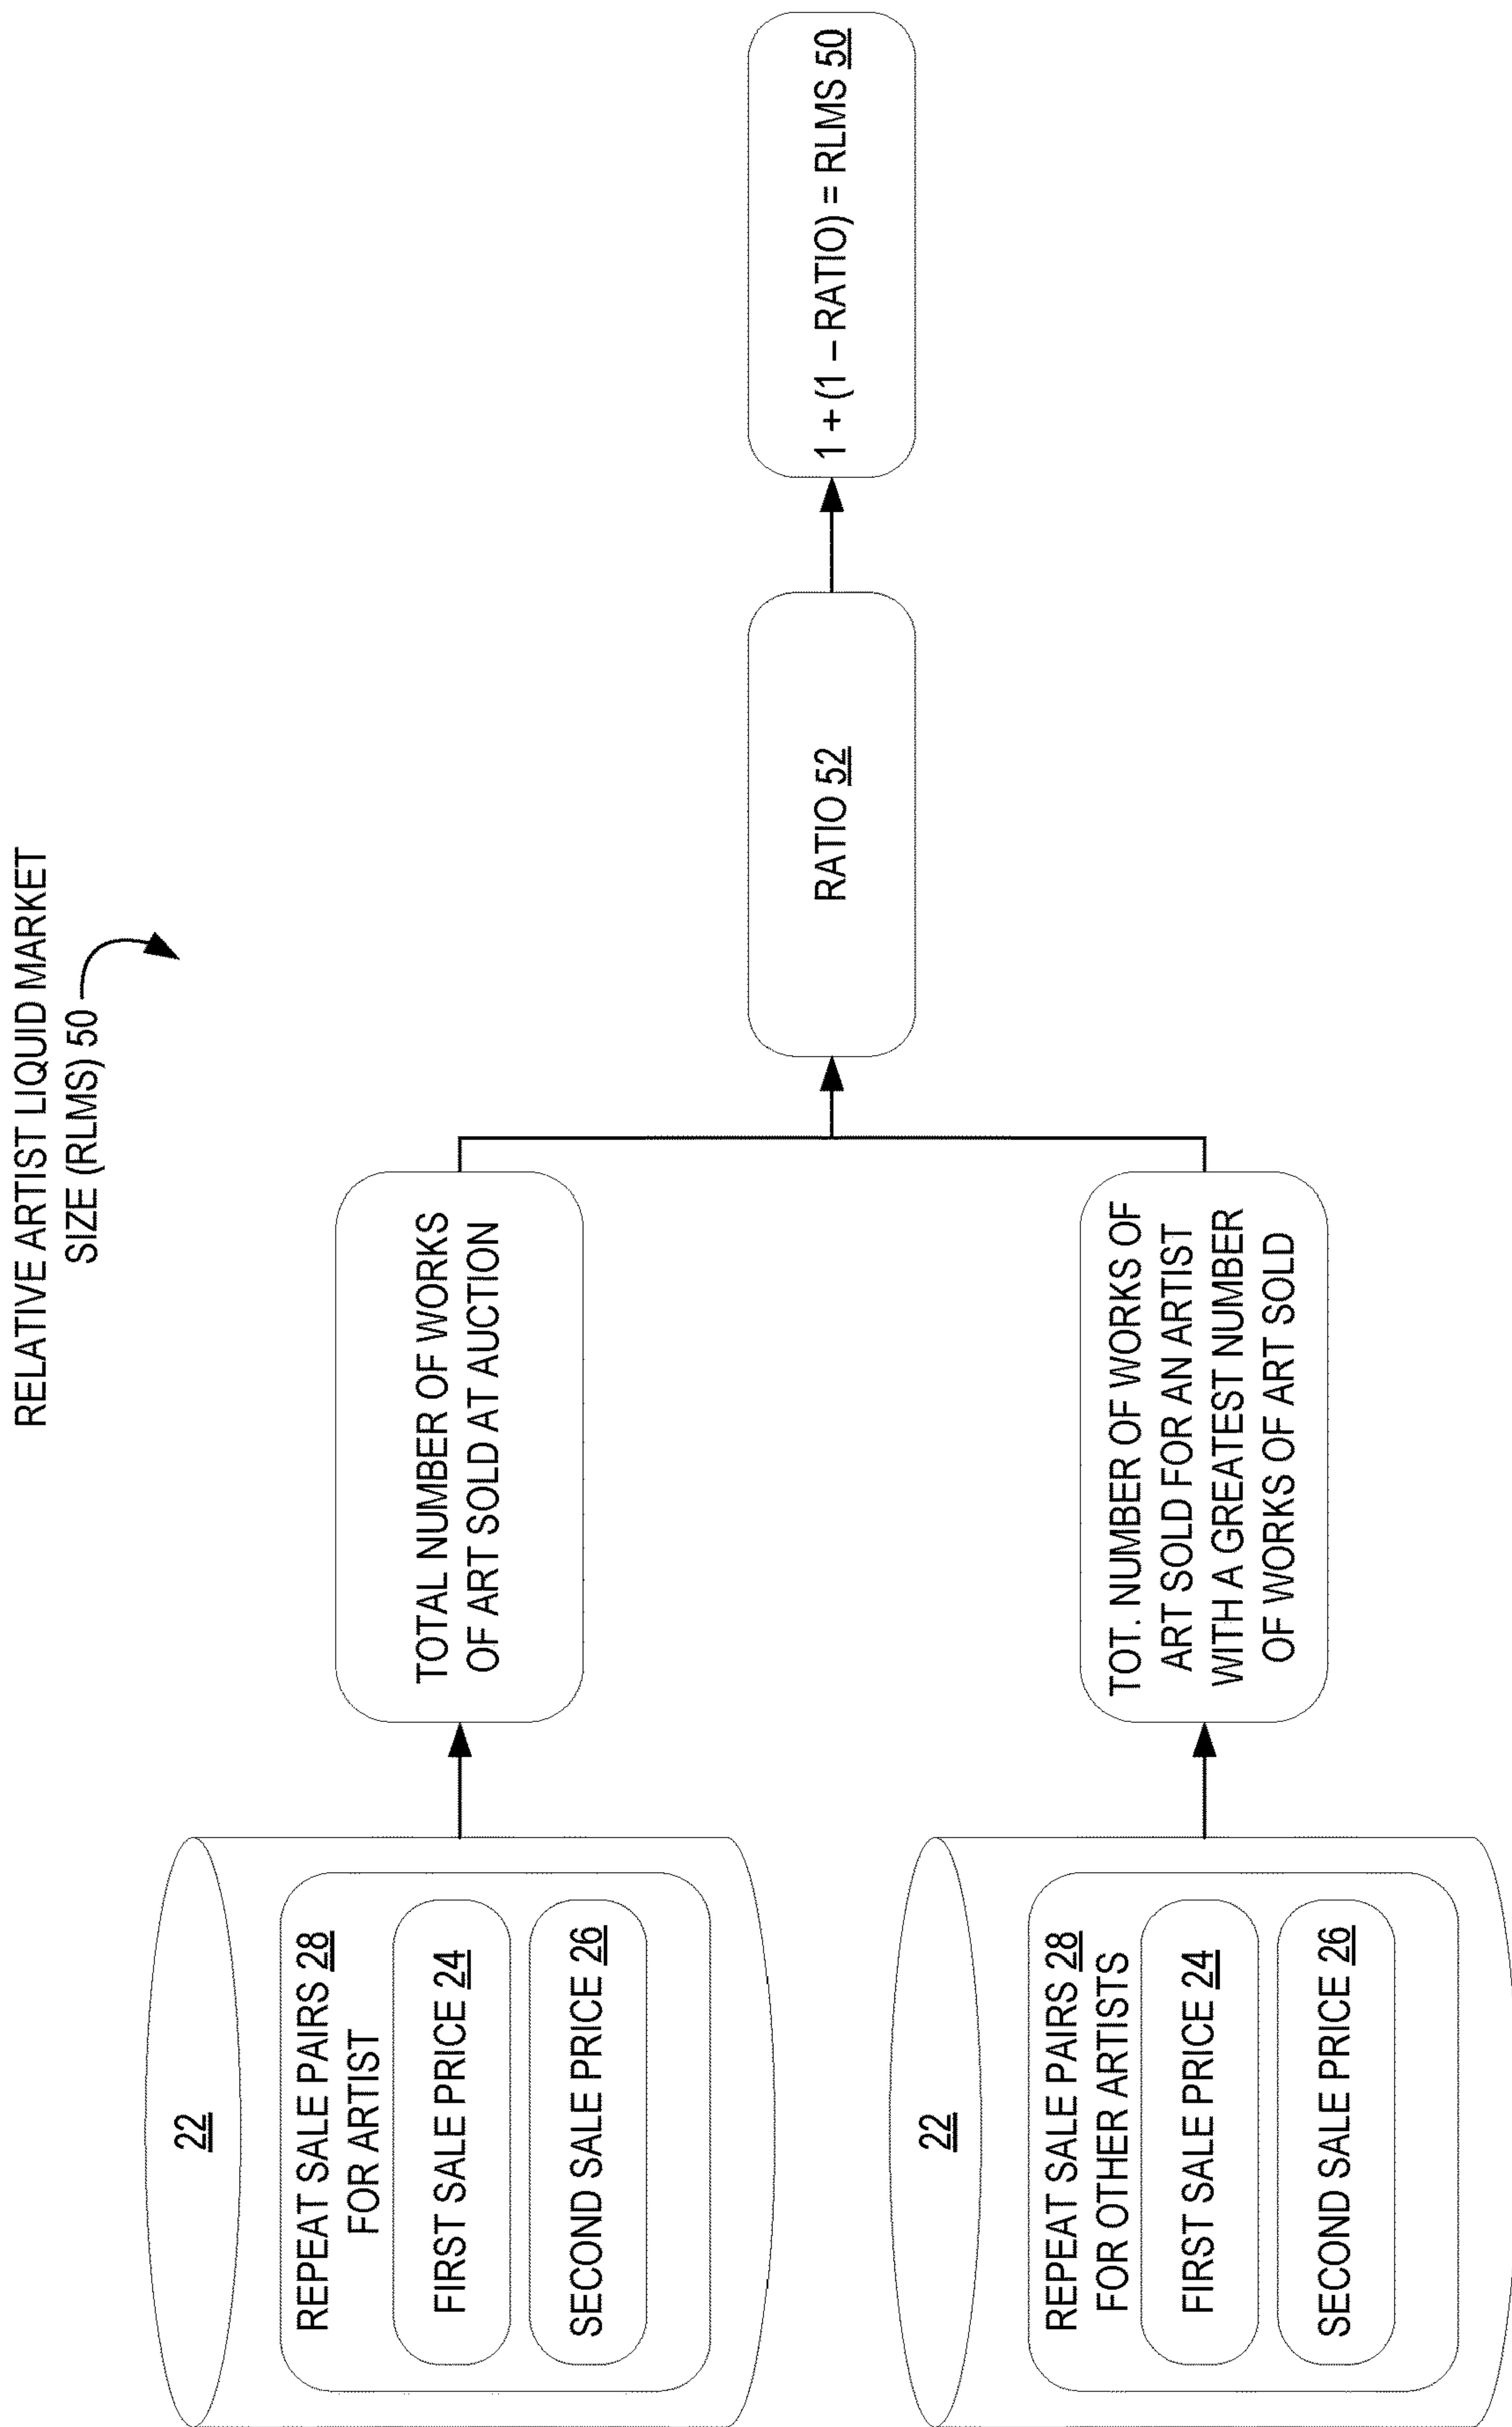 RELATIVE ARTIST LIQUID MARKET
SIZE (RLMS) 50
22
REPEAT SALE PAIRS 28
FOR ARTIST
FIRST SALE PRICE 24
SECOND SALE PRICE 26
TOTAL NUMBER OF WORKS
OF ART SOLD AT AUCTION
22
REPEAT SALE PAIRS 28
FOR OTHER ARTISTS
FIRST SALE PRICE 24
SECOND SALE PRICE 26
TOT. NUMBER OF WORKS OF
ART SOLD FOR AN ARTIST
WITH A GREATEST NUMBER
OF WORKS OF ART SOLD
RATIO 52
1 + (1 – RATIO) = RLMS 50